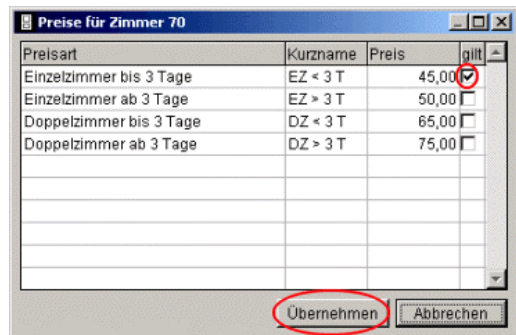 Preise für Zimmer 70
Preisart Kurzname Preis gilt
Einzelzimmer bis 3 Tage EZ < 3 T 45,00
Einzelzimmer ab 3 Tage EZ > 3 T 50,00
Doppelzimmer bis 3 Tage DZ < 3 T 65,00
Doppelzimmer ab 3 Tage DZ > 3 T 75,00
Übernehmen Abbrechen